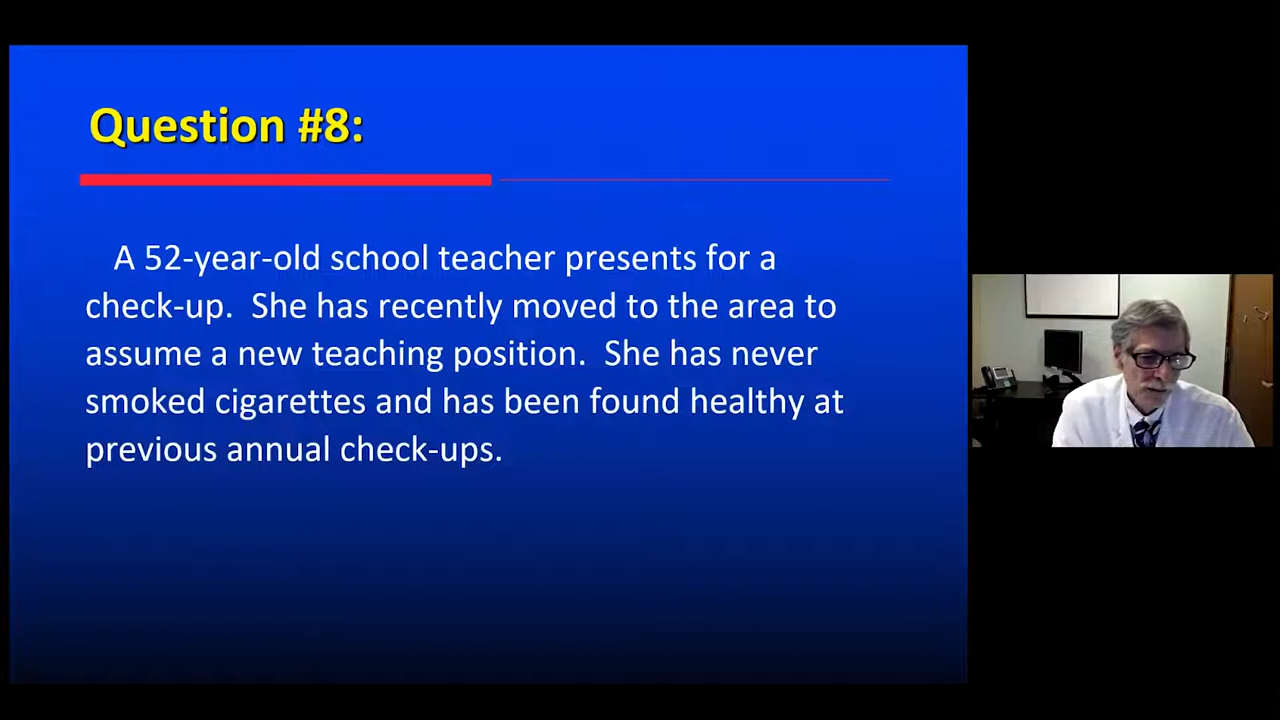 Question #8:
A 52-year-old school teacher presents for a
check-up. She has recently moved to the area to
assume a new teaching position. She has never
smoked cigarettes and has been found healthy at
previous annual check-ups.